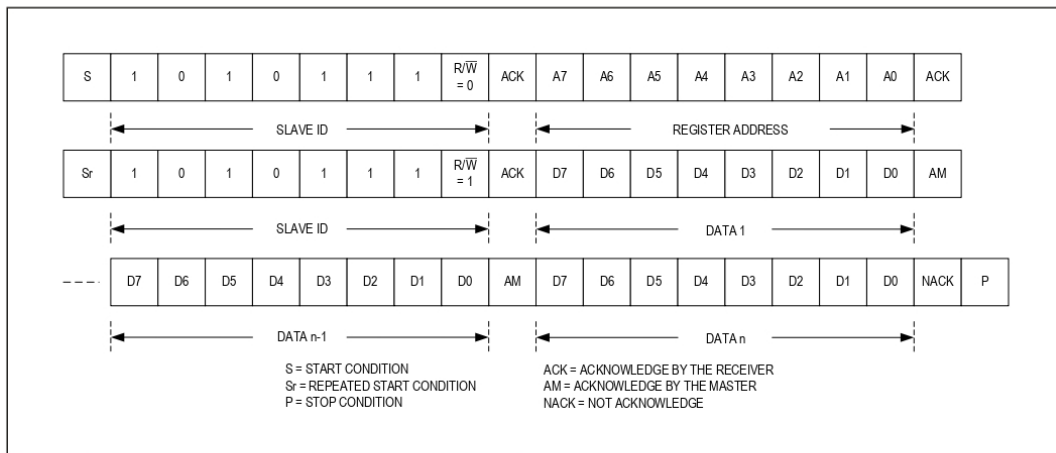 S 1 0 1 0 1 1 1 R/W̅ = 0 ACK A7 A6 A5 A4 A3 A2 A1 A0 ACK
SLAVE ID REGISTER ADDRESS
Sr 1 0 1 0 1 1 1 R/W̅ = 1 ACK D7 D6 D5 D4 D3 D2 D1 D0 AM
SLAVE ID DATA 1
D7 D6 D5 D4 D3 D2 D1 D0 AM D7 D6 D5 D4 D3 D2 D1 D0 NACK P
DATA n-1 DATA n
S = START CONDITION
Sr = REPEATED START CONDITION
P = STOP CONDITION
ACK = ACKNOWLEDGE BY THE RECEIVER
AM = ACKNOWLEDGE BY THE MASTER
NACK = NOT ACKNOWLEDGE